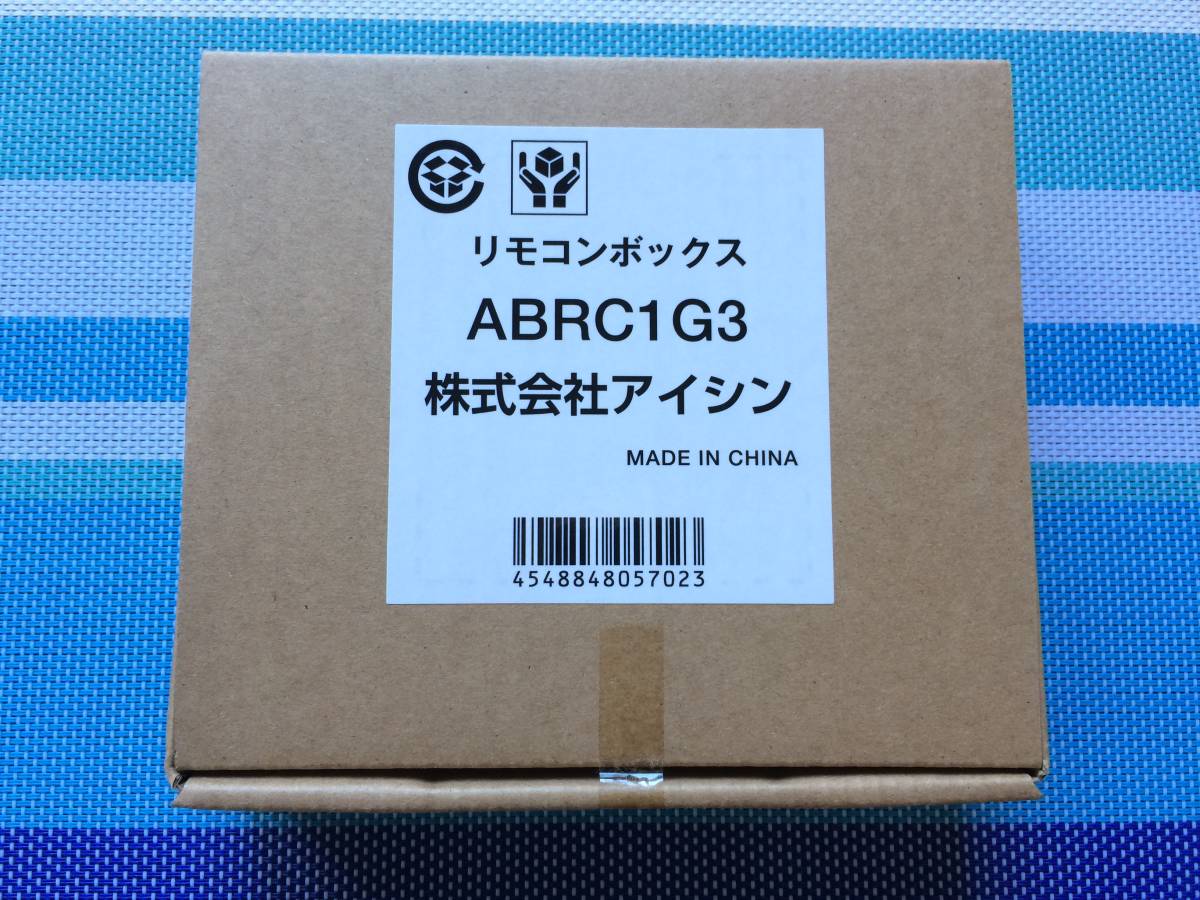 リモコンボックス
ABRC1G3
株式会社アイシン
MADE IN CHINA
4548848057023